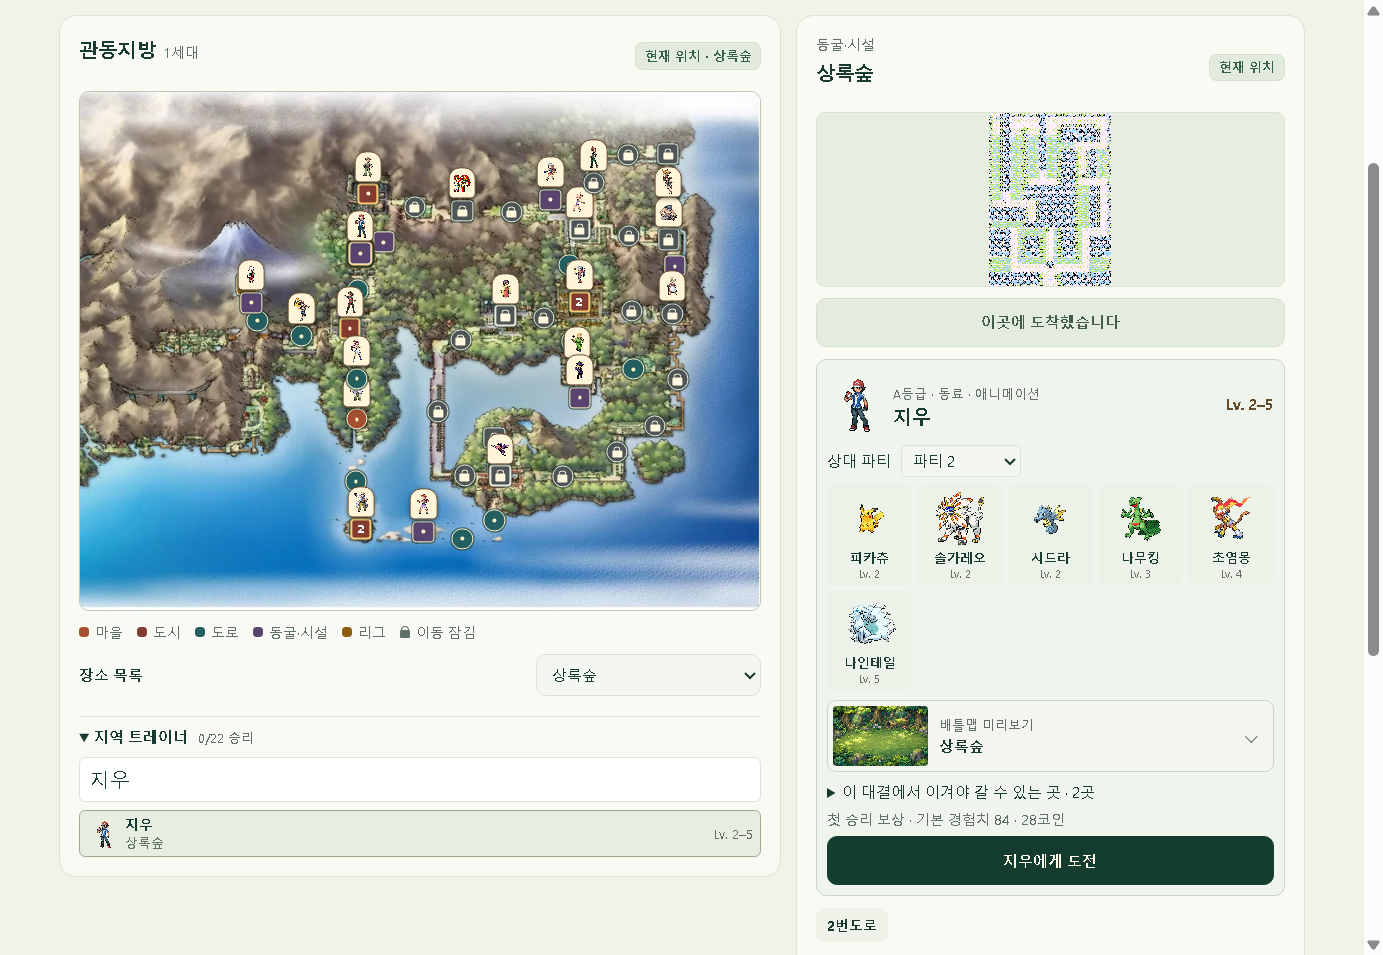 관동지방 1세대
현재 위치 · 상록숲
2
2
마을
도시
도로
동굴·시설
리그
이동 잠김
장소 목록
상록숲
▼ 지역 트레이너 0/22 승리
지우
지우
상록숲
Lv. 2–5
동굴·시설
상록숲
현재 위치
이곳에 도착했습니다
A등급 · 동료 · 애니메이션
지우
Lv. 2–5
상대 파티
파티 2
피카츄
Lv. 2
솔가레오
Lv. 2
시드라
Lv. 2
나무킹
Lv. 3
초염몽
Lv. 4
나인테일
Lv. 5
배틀맵 미리보기
상록숲
▶ 이 대결에서 이겨야 갈 수 있는 곳 · 2곳
첫 승리 보상 · 기본 경험치 84 · 28코인
지우에게 도전
2번도로